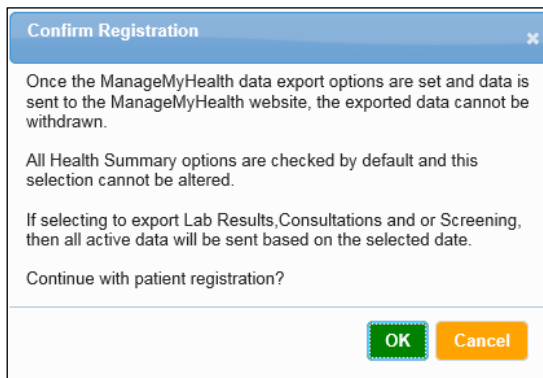 Confirm Registration
Once the ManageMyHealth data export options are set and data is
sent to the ManageMyHealth website, the exported data cannot be
withdrawn.
All Health Summary options are checked by default and this
selection cannot be altered.
If selecting to export Lab Results,Consultations and or Screening,
then all active data will be sent based on the selected date.
Continue with patient registration?
OK Cancel